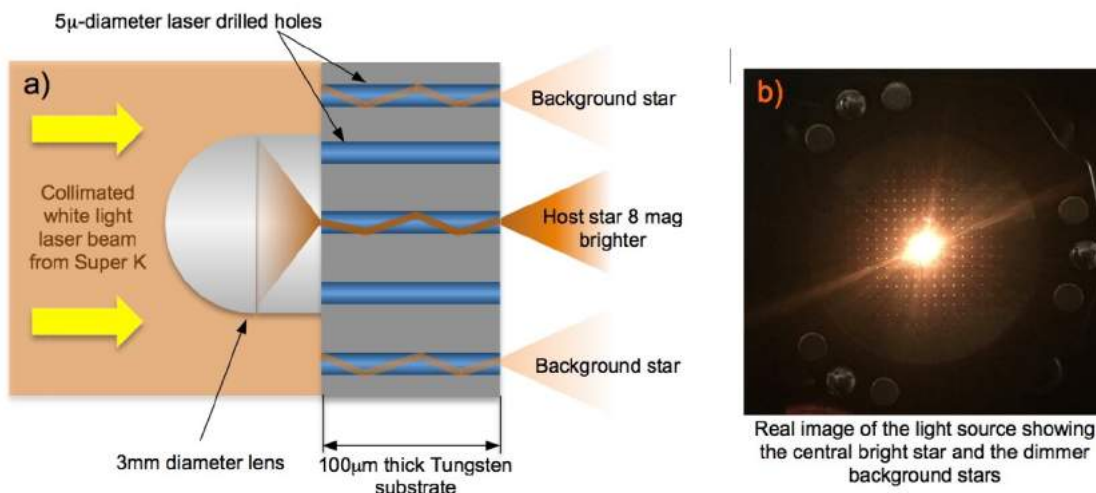 5μ-diameter laser drilled holes
a)
b)
Background star
Collimated
white light
laser beam
from Super K
Host star 8 mag
brighter
Background star
3mm diameter lens
100μm thick Tungsten
substrate
Real image of the light source showing
the central bright star and the dimmer
background stars